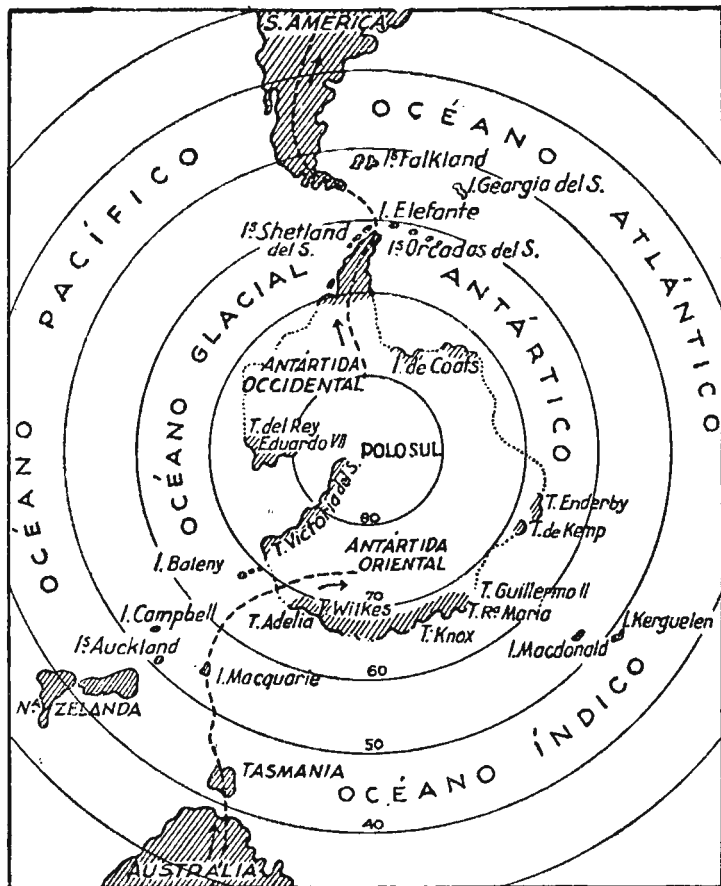 S. AMERICA
OCÉANO ATLÁNTICO
OCÉANO PACÍFICO
Is. Falkland
I. Georgia del S.
I. Elefante
Is. Shetland
del S.
Is. Orcadas del S.
OCÉANO GLACIAL ANTÁRTICO
ANTÁRTIDA
OCCIDENTAL
I. de Coats
T. del Rey
Eduardo VII
POLO SUL
T. Victoria del S.
80
T. Enderby
T. de Kemp
ANTÁRTIDA
ORIENTAL
I. Baleny
70
T. Guillermo II
T. Wilkes
T. Ra. Maria
T. Adelia
T. Knox
I. Campbell
Is. Auckland
I. Kerguelen
I. Macdonald
I. Macquarie
60
Na. ZELANDA
50
OCÉANO ÍNDICO
TASMANIA
40
AUSTRALIA